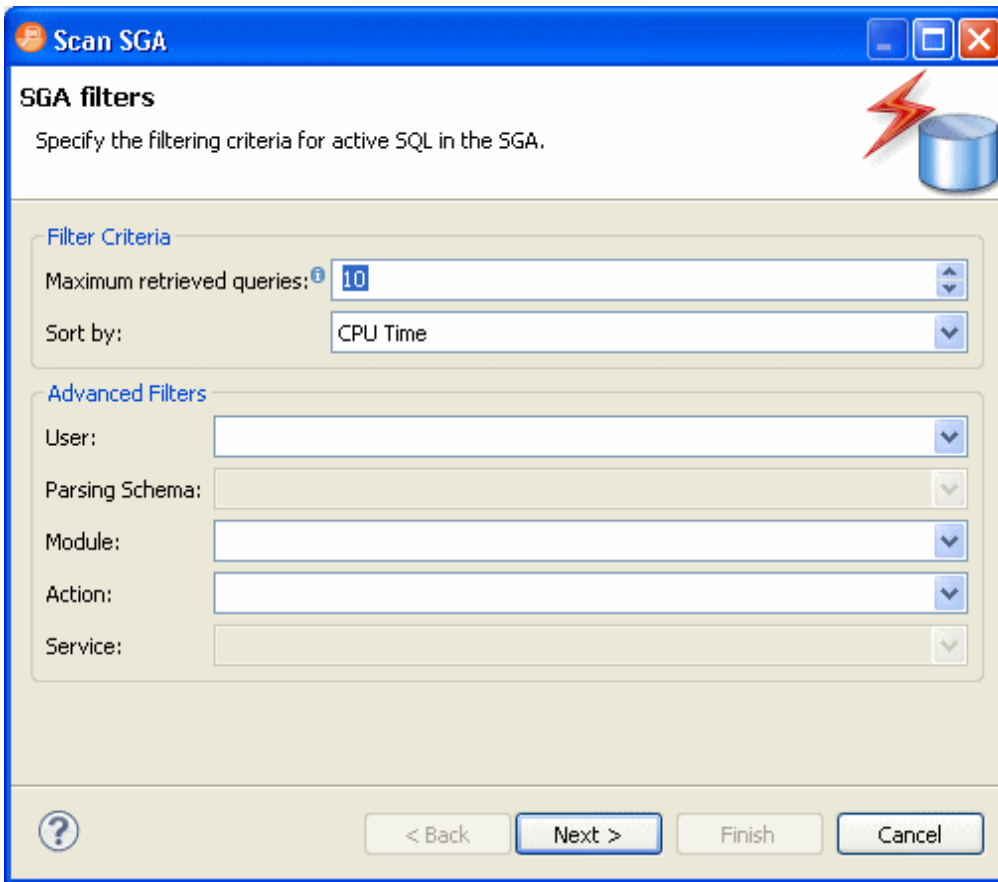 Scan SGA
SGA filters
Specify the filtering criteria for active SQL in the SGA.
Filter Criteria
Maximum retrieved queries: 10
Sort by: CPU Time
Advanced Filters
User:
Parsing Schema:
Module:
Action:
Service:
< Back Next > Finish Cancel